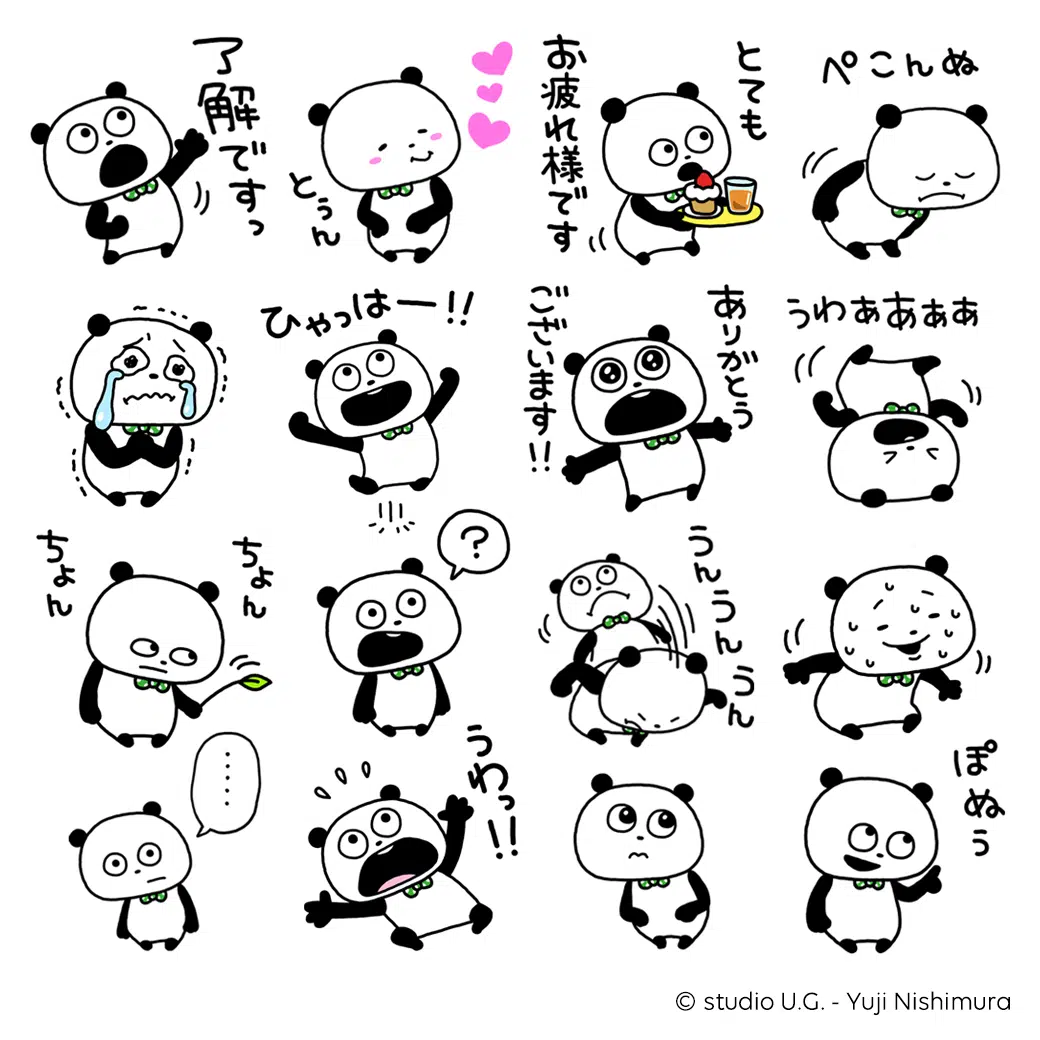 了解ですっ
とぅん
とても
お疲れ様です
ぺこんぬ
ひゃっはー!!
ありがとう
ございます!!
うわぁあぁぁ
ちょん
ちょん
?
うんうんうん
……
うわっ!!
ぽぬぅ
© studio U.G. - Yuji Nishimura